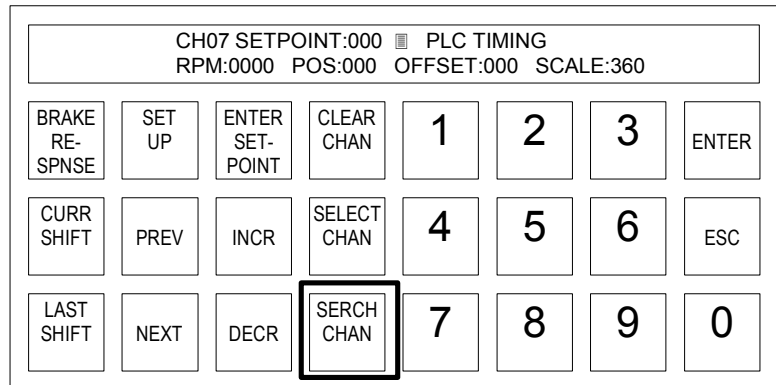 CH07 SETPOINT:000 PLC TIMING
RPM:0000 POS:000 OFFSET:000 SCALE:360
BRAKE
RE-
SPNSE
SET
UP
ENTER
SET-
POINT
CLEAR
CHAN
1
2
3
ENTER
CURR
SHIFT
PREV
INCR
SELECT
CHAN
4
5
6
ESC
LAST
SHIFT
NEXT
DECR
SERCH
CHAN
7
8
9
0